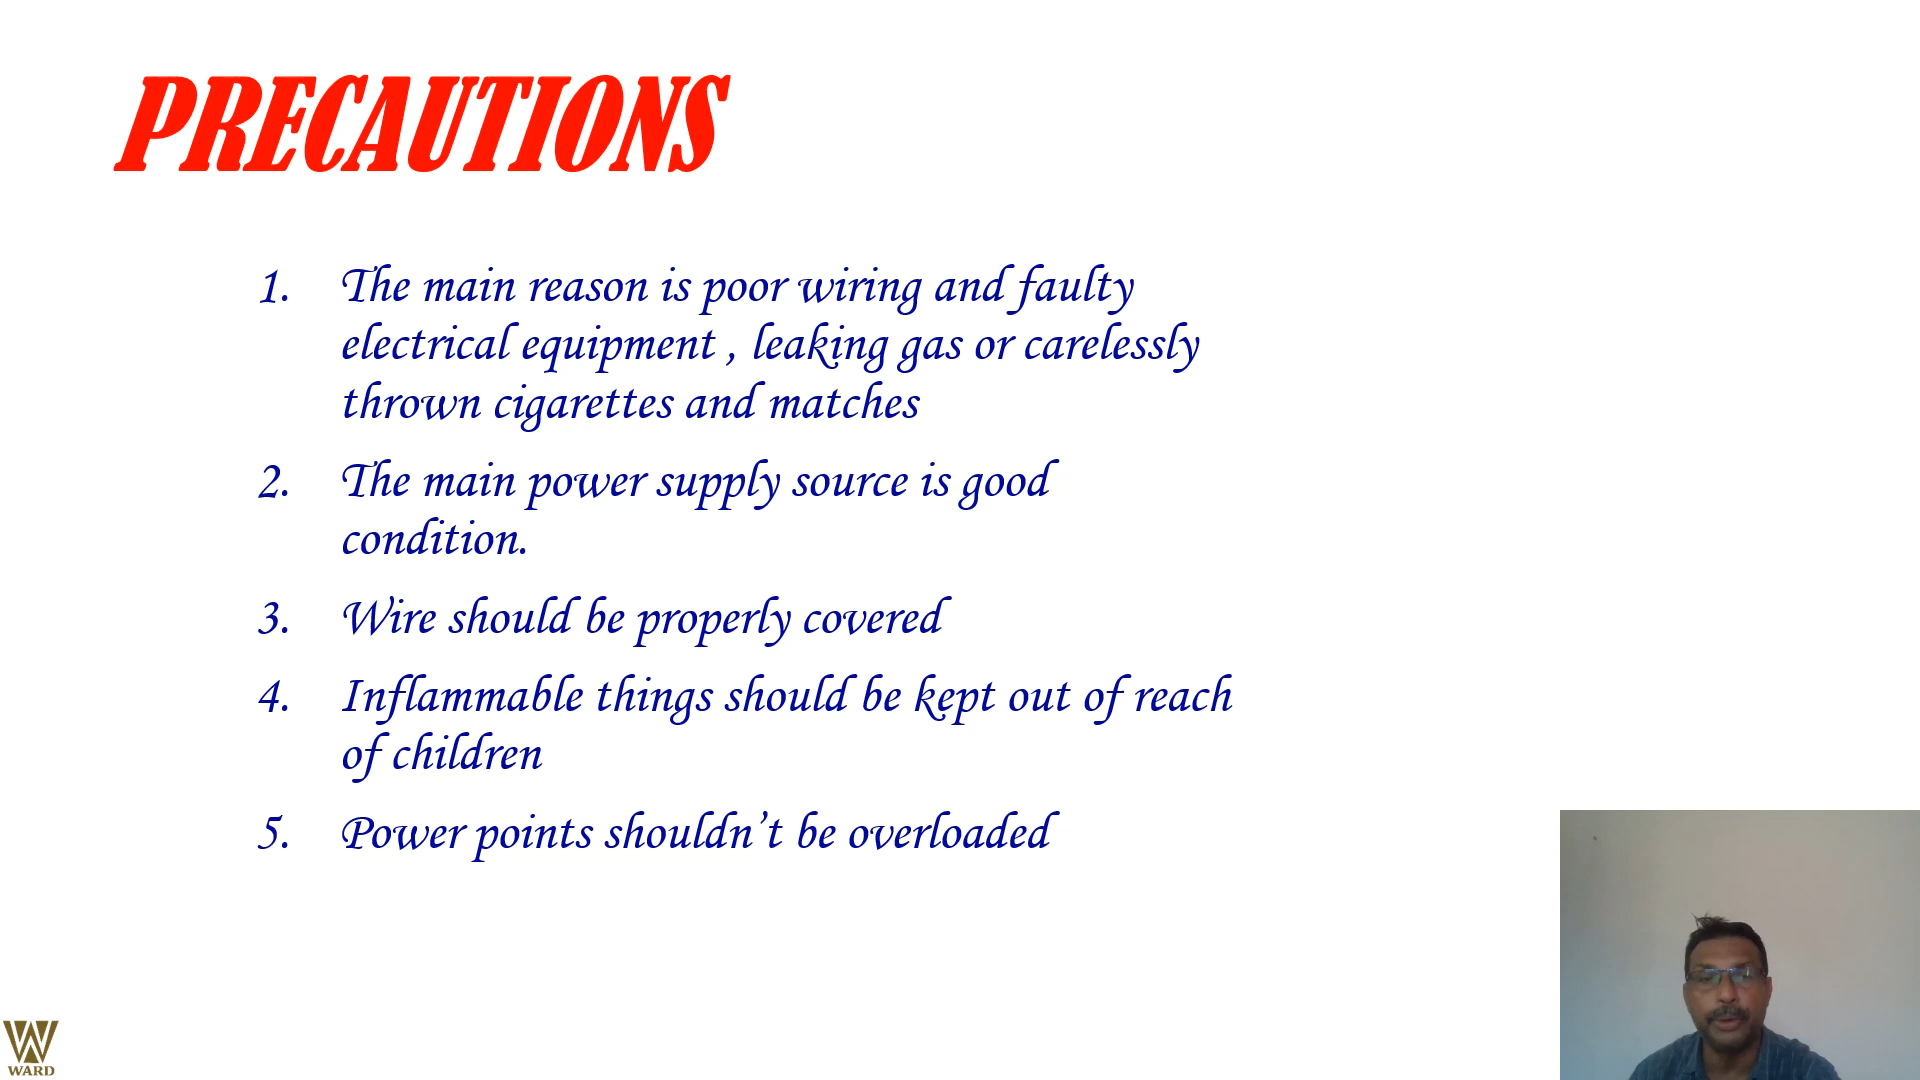 PRECAUTIONS
1. The main reason is poor wiring and faulty
electrical equipment , leaking gas or carelessly
thrown cigarettes and matches
2. The main power supply source is good
condition.
3. Wire should be properly covered
4. Inflammable things should be kept out of reach
of children
5. Power points shouldn’t be overloaded
W
WARD